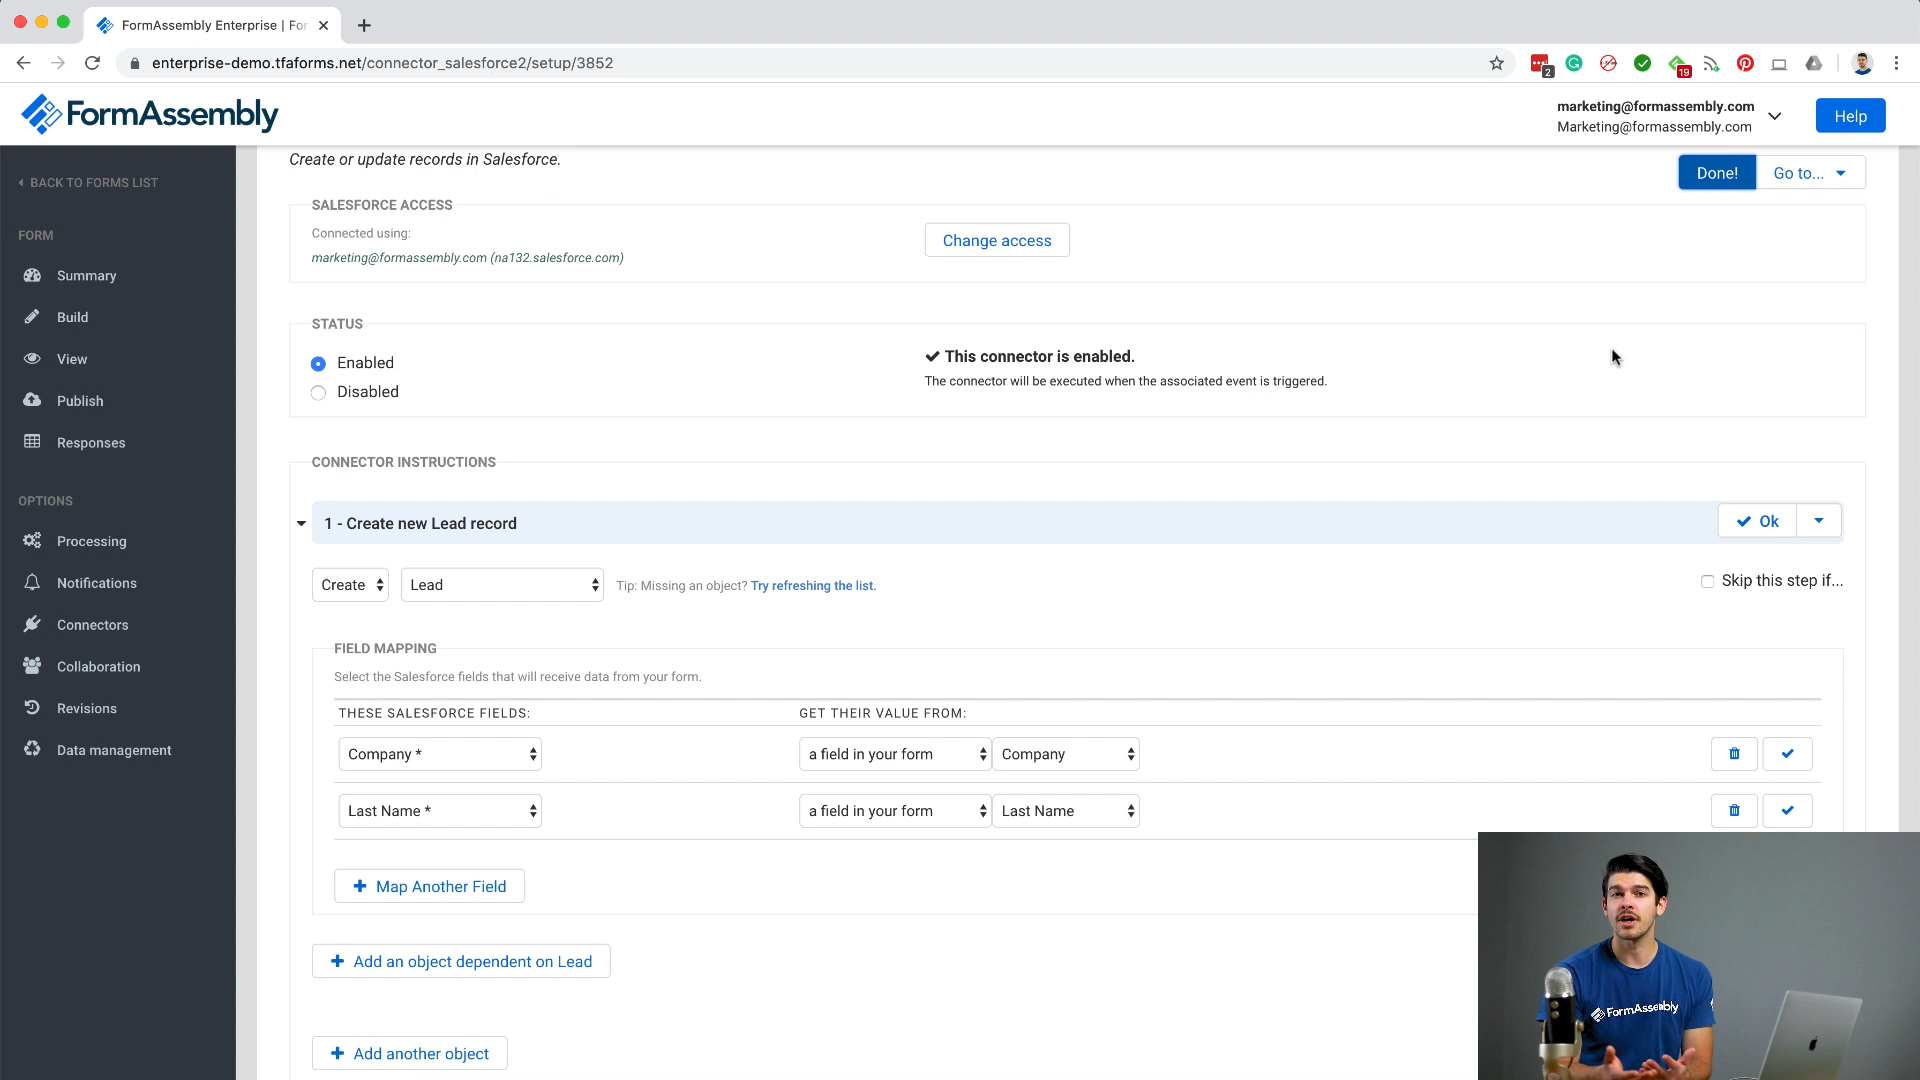 FormAssembly Enterprise | For
enterprise-demo.tfaforms.net/connector_salesforce2/setup/3852
2
19
FormAssembly
marketing@formassembly.com
Marketing@formassembly.com
Help
BACK TO FORMS LIST
FORM
Summary
Build
View
Publish
Responses
OPTIONS
Processing
Notifications
Connectors
Collaboration
Revisions
Data management
Create or update records in Salesforce.
Done!
Go to...
SALESFORCE ACCESS
Connected using:
marketing@formassembly.com (na132.salesforce.com)
Change access
STATUS
Enabled
Disabled
This connector is enabled.
The connector will be executed when the associated event is triggered.
CONNECTOR INSTRUCTIONS
1 - Create new Lead record
Ok
Create
Lead
Tip: Missing an object? Try refreshing the list.
Skip this step if...
FIELD MAPPING
Select the Salesforce fields that will receive data from your form.
THESE SALESFORCE FIELDS:
GET THEIR VALUE FROM:
Company *
a field in your form
Company
Last Name *
a field in your form
Last Name
Map Another Field
Add an object dependent on Lead
Add another object
FormAssembly